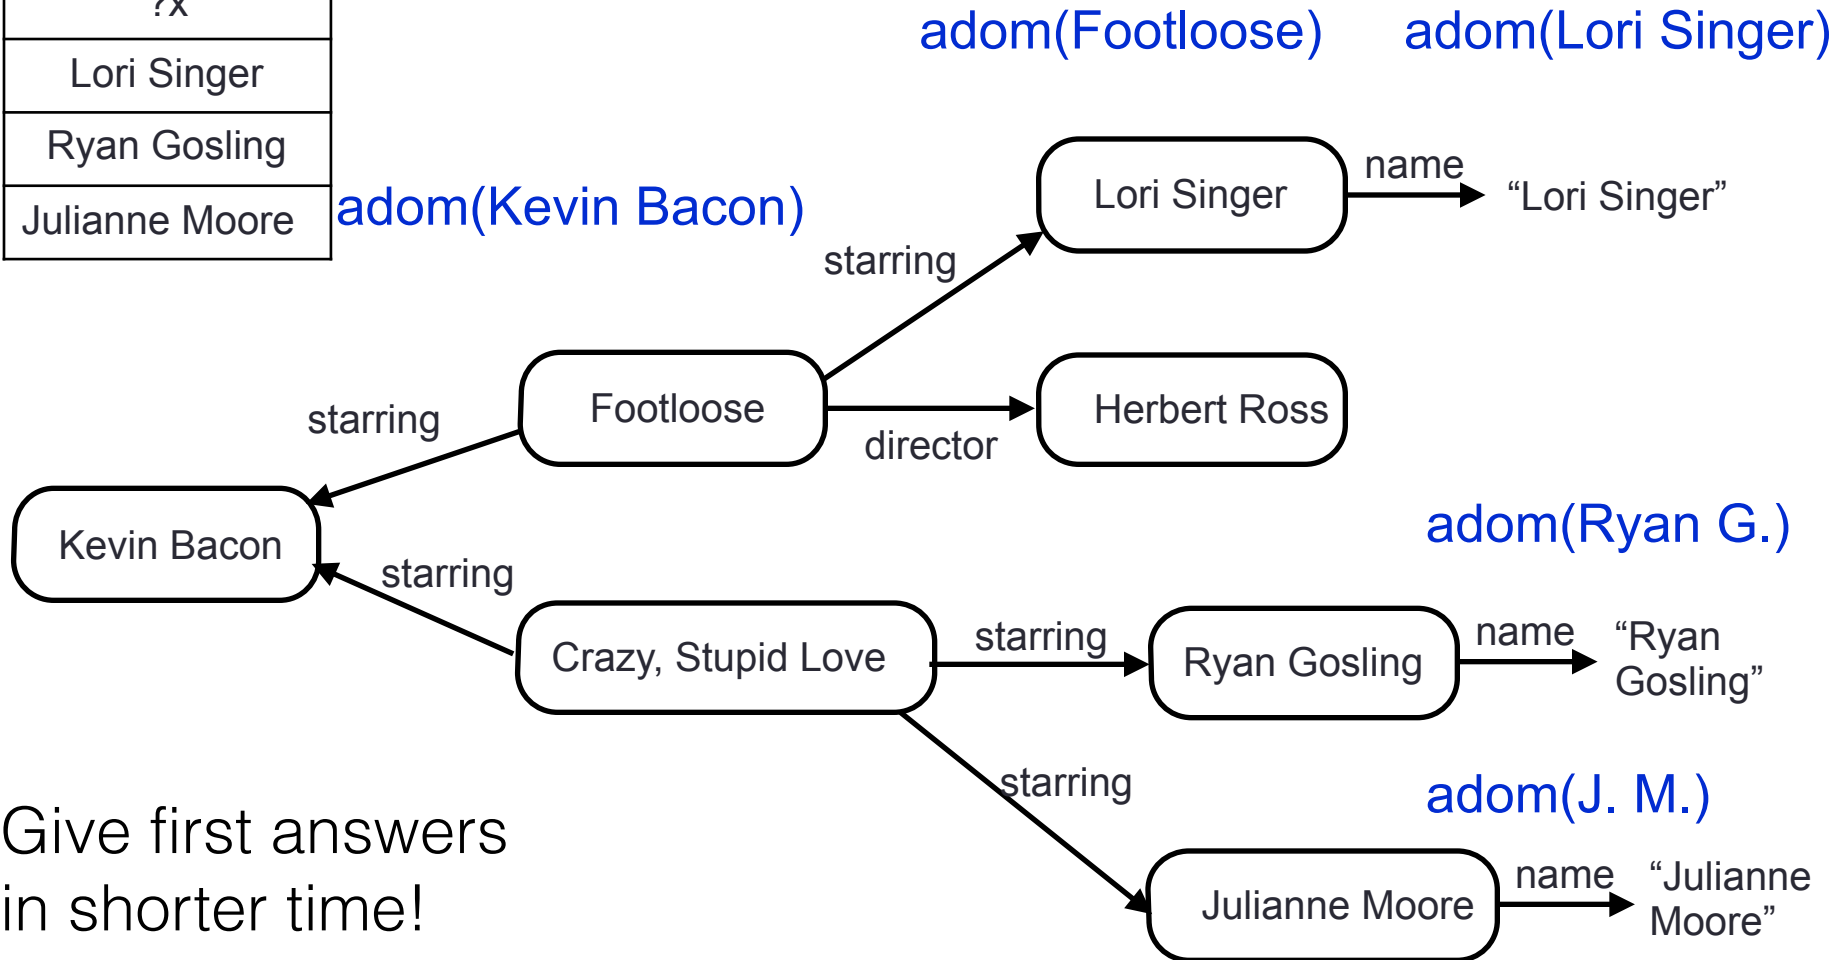 ?x
Lori Singer
Ryan Gosling
Julianne Moore
adom(Footloose)
adom(Lori Singer)
adom(Kevin Bacon)
Lori Singer
name
“Lori Singer”
starring
Footloose
director
Herbert Ross
starring
Kevin Bacon
starring
adom(Ryan G.)
Crazy, Stupid Love
starring
Ryan Gosling
name
“Ryan
Gosling”
starring
adom(J. M.)
Julianne Moore
name
“Julianne
Moore”
Give first answers
in shorter time!